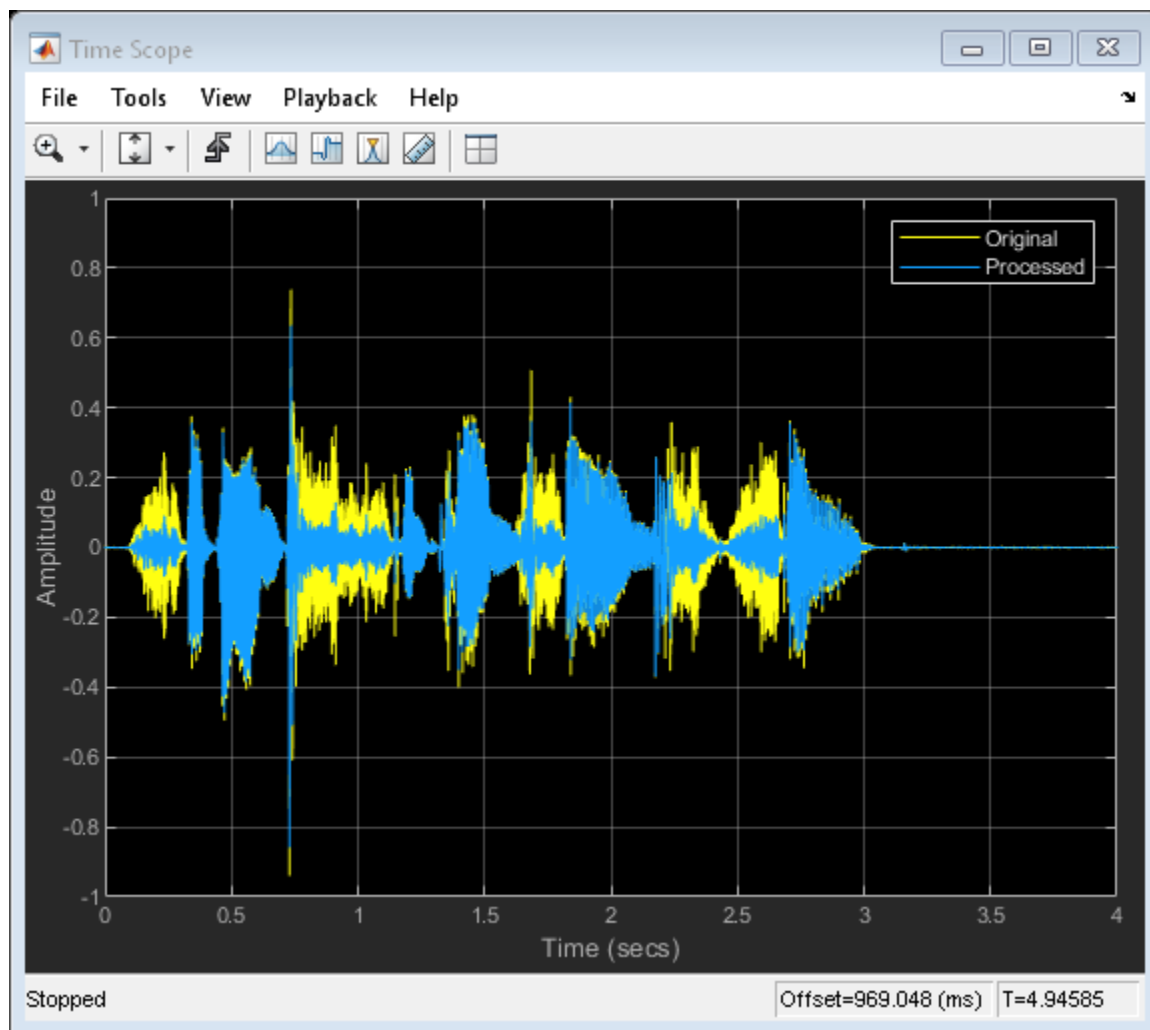 Time Scope
File Tools View Playback Help
Original
Processed
1
0.8
0.6
0.4
0.2
0
-0.2
-0.4
-0.6
-0.8
-1
Amplitude
0 0.5 1 1.5 2 2.5 3 3.5 4
Time (secs)
Stopped Offset=969.048 (ms) T=4.94585